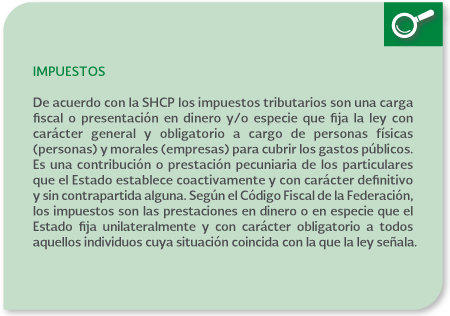 IMPUESTOS
De acuerdo con la SHCP los impuestos tributarios son una carga
fiscal o presentación en dinero y/o especie que fija la ley con
carácter general y obligatorio a cargo de personas físicas
(personas) y morales (empresas) para cubrir los gastos públicos.
Es una contribución o prestación pecuniaria de los particulares
que el Estado establece coactivamente y con carácter definitivo
y sin contrapartida alguna. Según el Código Fiscal de la Federación,
los impuestos son las prestaciones en dinero o en especie que el
Estado fija unilateralmente y con carácter obligatorio a todos
aquellos individuos cuya situación coincida con la que la ley señala.